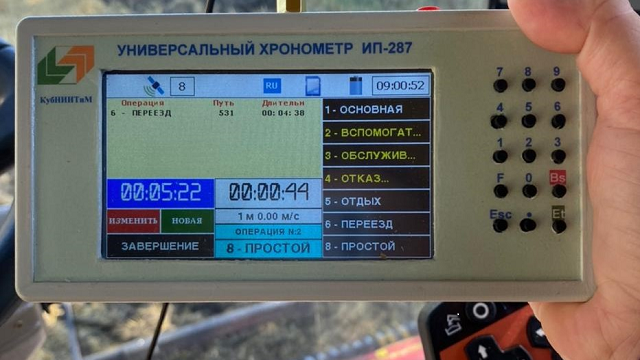 УНИВЕРСАЛЬНЫЙ ХРОНОМЕТР ИП-287
КубНИИТиМ
8
RU
09:00:52
Операция Путь Длительн
6 - ПЕРЕЕЗД 531 00:04:38
00:05:22
00:00:44
ИЗМЕНИТЬ
НОВАЯ
1 м 0.00 м/с
ОПЕРАЦИЯ №2
ЗАВЕРШЕНИЕ
8 - ПРОСТОЙ
1 - ОСНОВНАЯ
2 - ВСПОМОГАТ...
3 - ОБСЛУЖИВ...
4 - ОТКАЗ...
5 - ОТДЫХ
6 - ПЕРЕЕЗД
8 - ПРОСТОЙ
7 8 9
4 5 6
1 2 3
F 0 Bs
Esc • Et